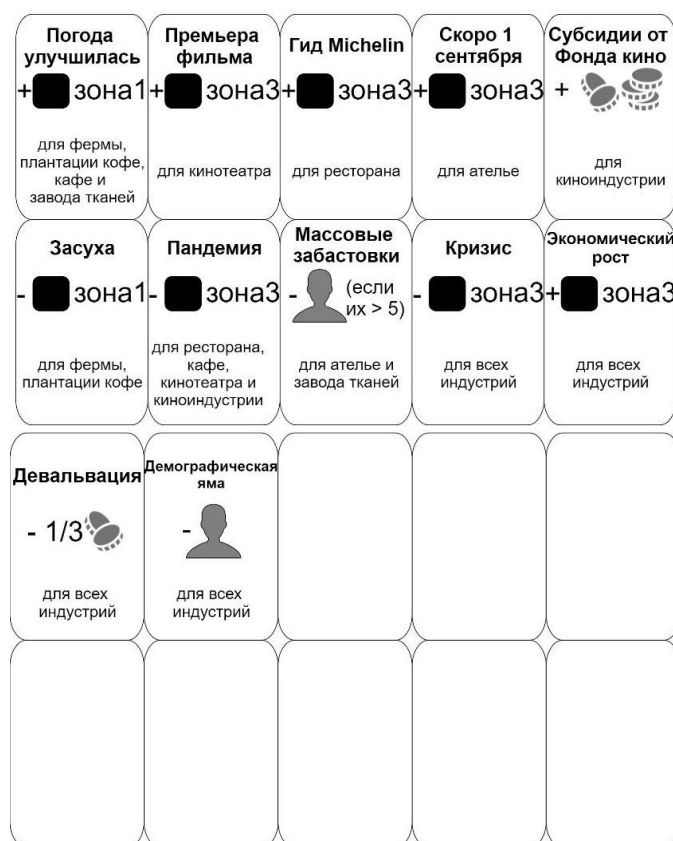 Погода
улучшилась
+ зона1
для фермы,
плантации кофе,
кафе и
завода тканей
Премьера
фильма
+ зона3
для кинотеатра
Гид Michelin
+ зона3
для ресторана
Скоро 1
сентября
+ зона3
для ателье
Субсидии от
Фонда кино
+
для
киноиндустрии
Засуха
- зона1
для фермы,
плантации кофе
Пандемия
- зона3
для ресторана,
кафе,
кинотеатра и
киноиндустрии
Массовые
забастовки
- (если
их > 5)
для ателье и
завода тканей
Кризис
- зона3
для всех
индустрий
Экономический
рост
+ зона3
для всех
индустрий
Девальвация
- 1/3
для всех
индустрий
Демографическая
яма
-
для всех
индустрий